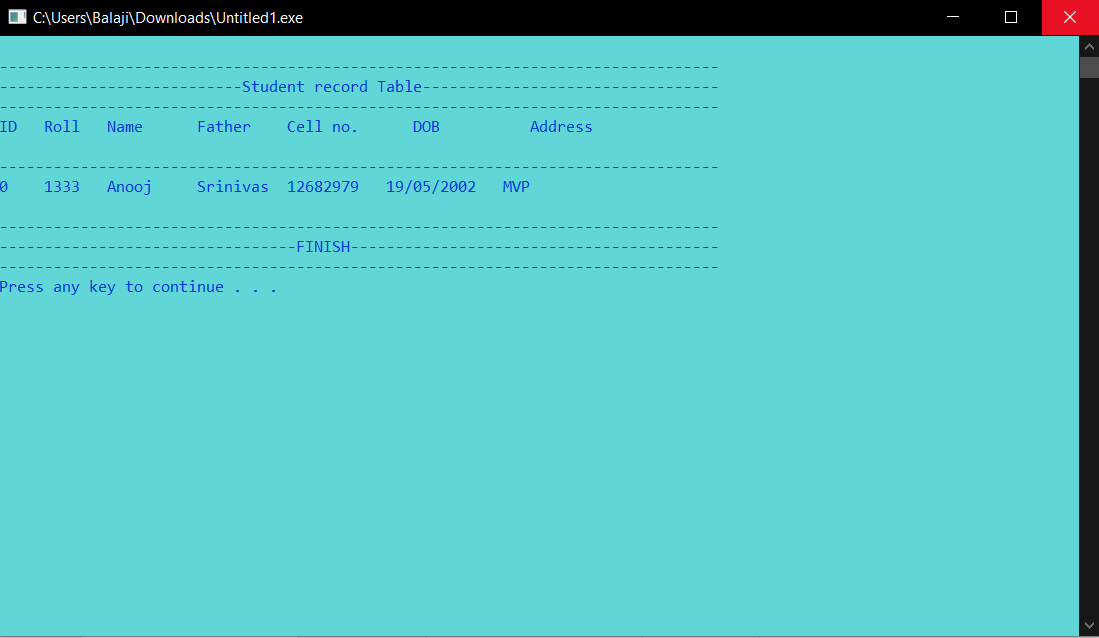 C:\Users\Balaji\Downloads\Untitled1.exe
--------------------------------------------------------------------------------
---------------------------Student record Table---------------------------------
--------------------------------------------------------------------------------
ID   Roll   Name      Father    Cell no.      DOB          Address
--------------------------------------------------------------------------------
0    1333   Anooj     Srinivas  12682979   19/05/2002   MVP
--------------------------------------------------------------------------------
---------------------------------FINISH-----------------------------------------
--------------------------------------------------------------------------------
Press any key to continue . . .